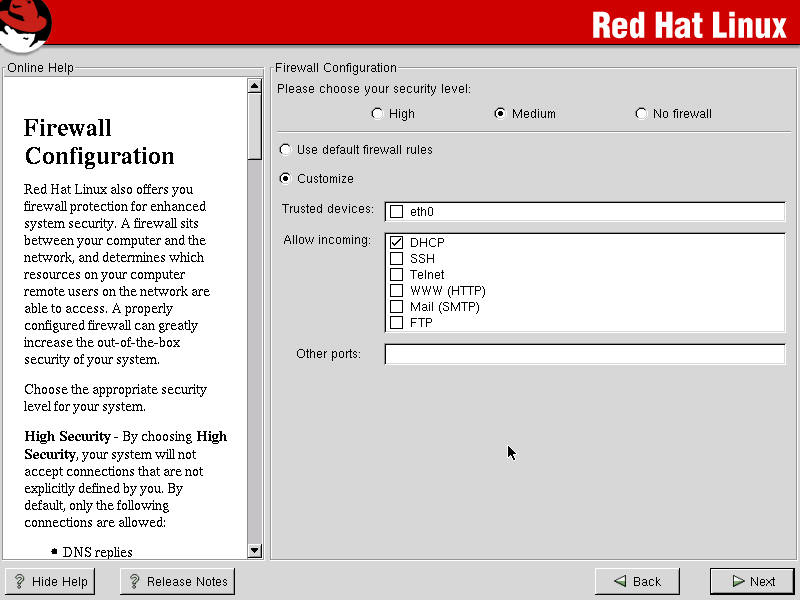 Red Hat Linux
Online Help
Firewall
Configuration
Red Hat Linux also offers you
firewall protection for enhanced
system security. A firewall sits
between your computer and the
network, and determines which
resources on your computer
remote users on the network are
able to access. A properly
configured firewall can greatly
increase the out-of-the-box
security of your system.
Choose the appropriate security
level for your system.
High Security - By choosing High
Security, your system will not
accept connections that are not
explicitly defined by you. By
default, only the following
connections are allowed:
DNS replies
Firewall Configuration
Please choose your security level:
High
Medium
No firewall
Use default firewall rules
Customize
Trusted devices:
eth0
Allow incoming:
DHCP
SSH
Telnet
WWW (HTTP)
Mail (SMTP)
FTP
Other ports:
Hide Help
Release Notes
Back
Next